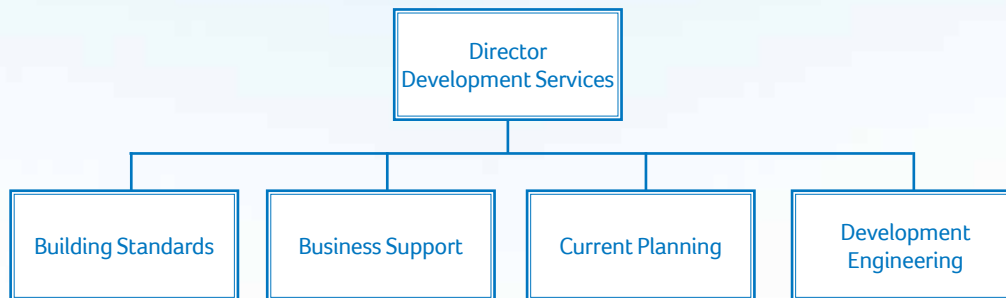 Director
Development Services
Building Standards
Business Support
Current Planning
Development
Engineering